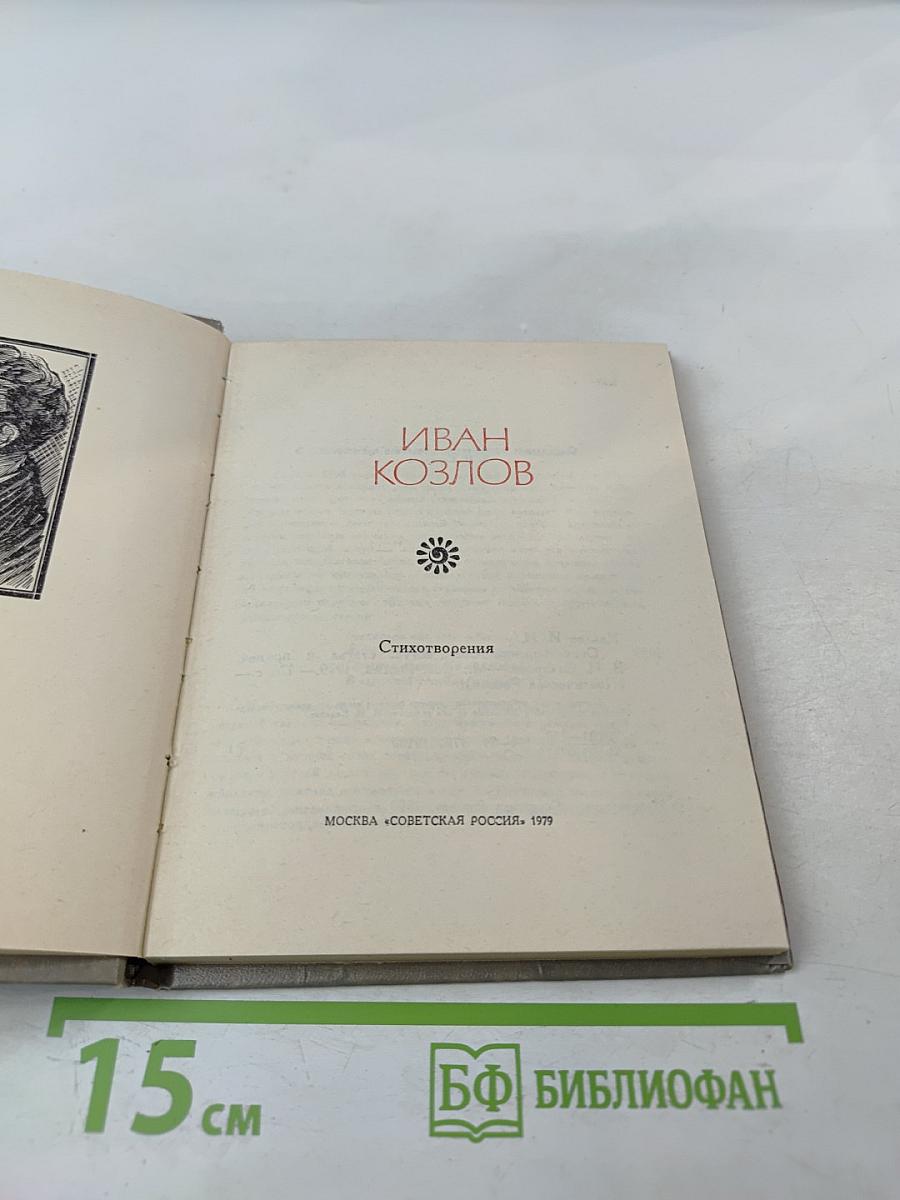 ИВАН
КОЗЛОВ
Стихотворения
МОСКВА «СОВЕТСКАЯ РОССИЯ» 1979
15 см
БФ БИБЛИОФАН